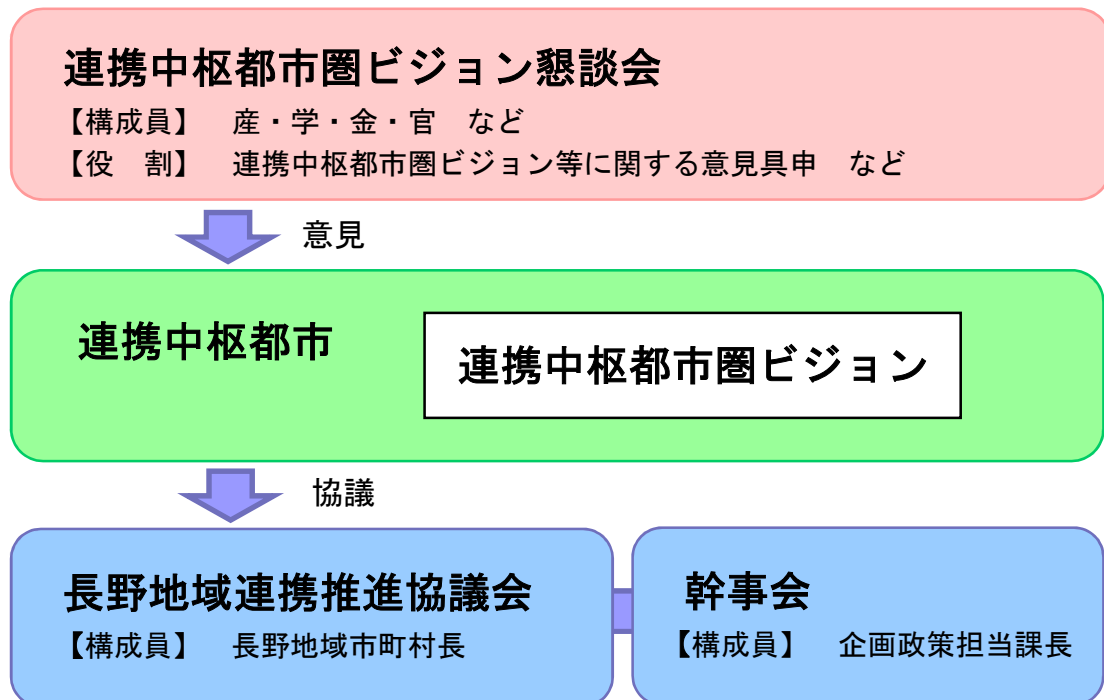 連携中枢都市圏ビジョン懇談会
【構成員】　産・学・金・官　など
【役　割】　連携中枢都市圏ビジョン等に関する意見具申　など
意見
連携中枢都市
連携中枢都市圏ビジョン
協議
長野地域連携推進協議会
【構成員】　長野地域市町村長
幹事会
【構成員】　企画政策担当課長